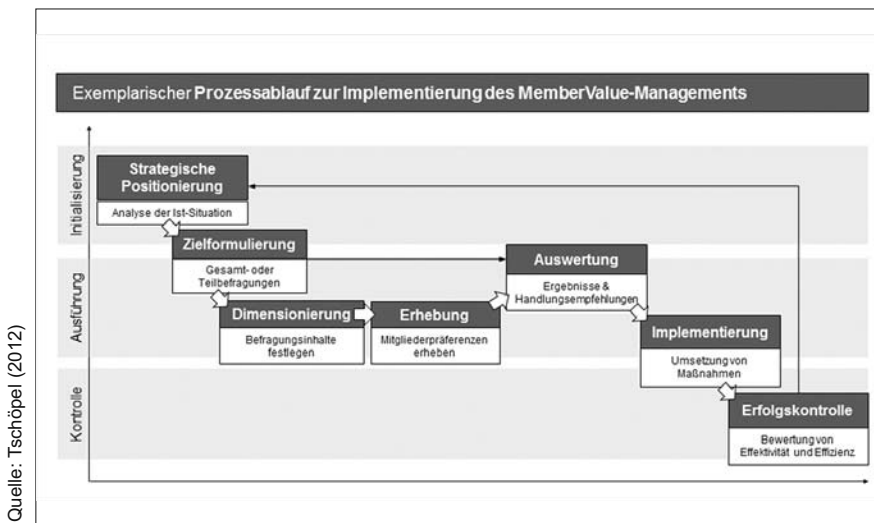 Exemplarischer Prozessablauf zur Implementierung des MemberValue-Managements
Initialisierung
Strategische
Positionierung
Analyse der Ist-Situation
Zielformulierung
Gesamt- oder
Teilbefragungen
Ausführung
Dimensionierung
Befragungsinhalte
festlegen
Erhebung
Mitgliederpräferenzen
erheben
Auswertung
Ergebnisse &
Handlungsempfehlungen
Implementierung
Umsetzung von
Maßnahmen
Kontrolle
Erfolgskontrolle
Bewertung von
Effektivität und Effizienz
Quelle: Tschöpel (2012)